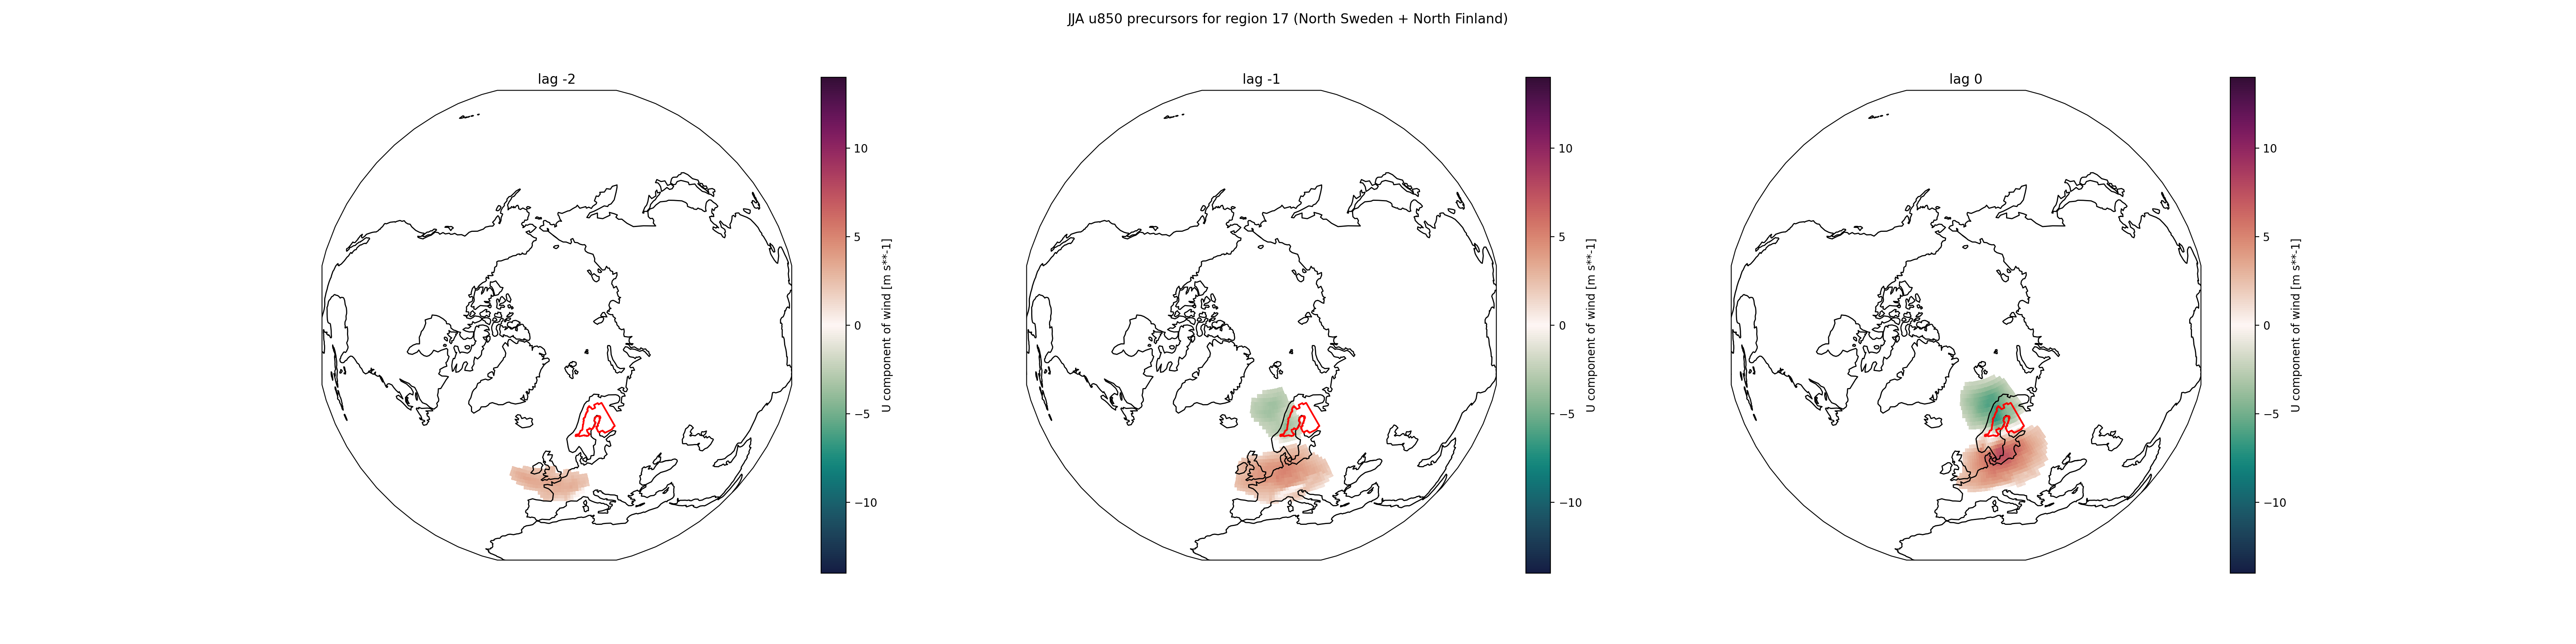 JJA u850 precursors for region 17 (North Sweden + North Finland)
lag -2
10
5
0
−5
−10
U component of wind [m s**-1]
lag -1
10
5
0
−5
−10
U component of wind [m s**-1]
lag 0
10
5
0
−5
−10
U component of wind [m s**-1]